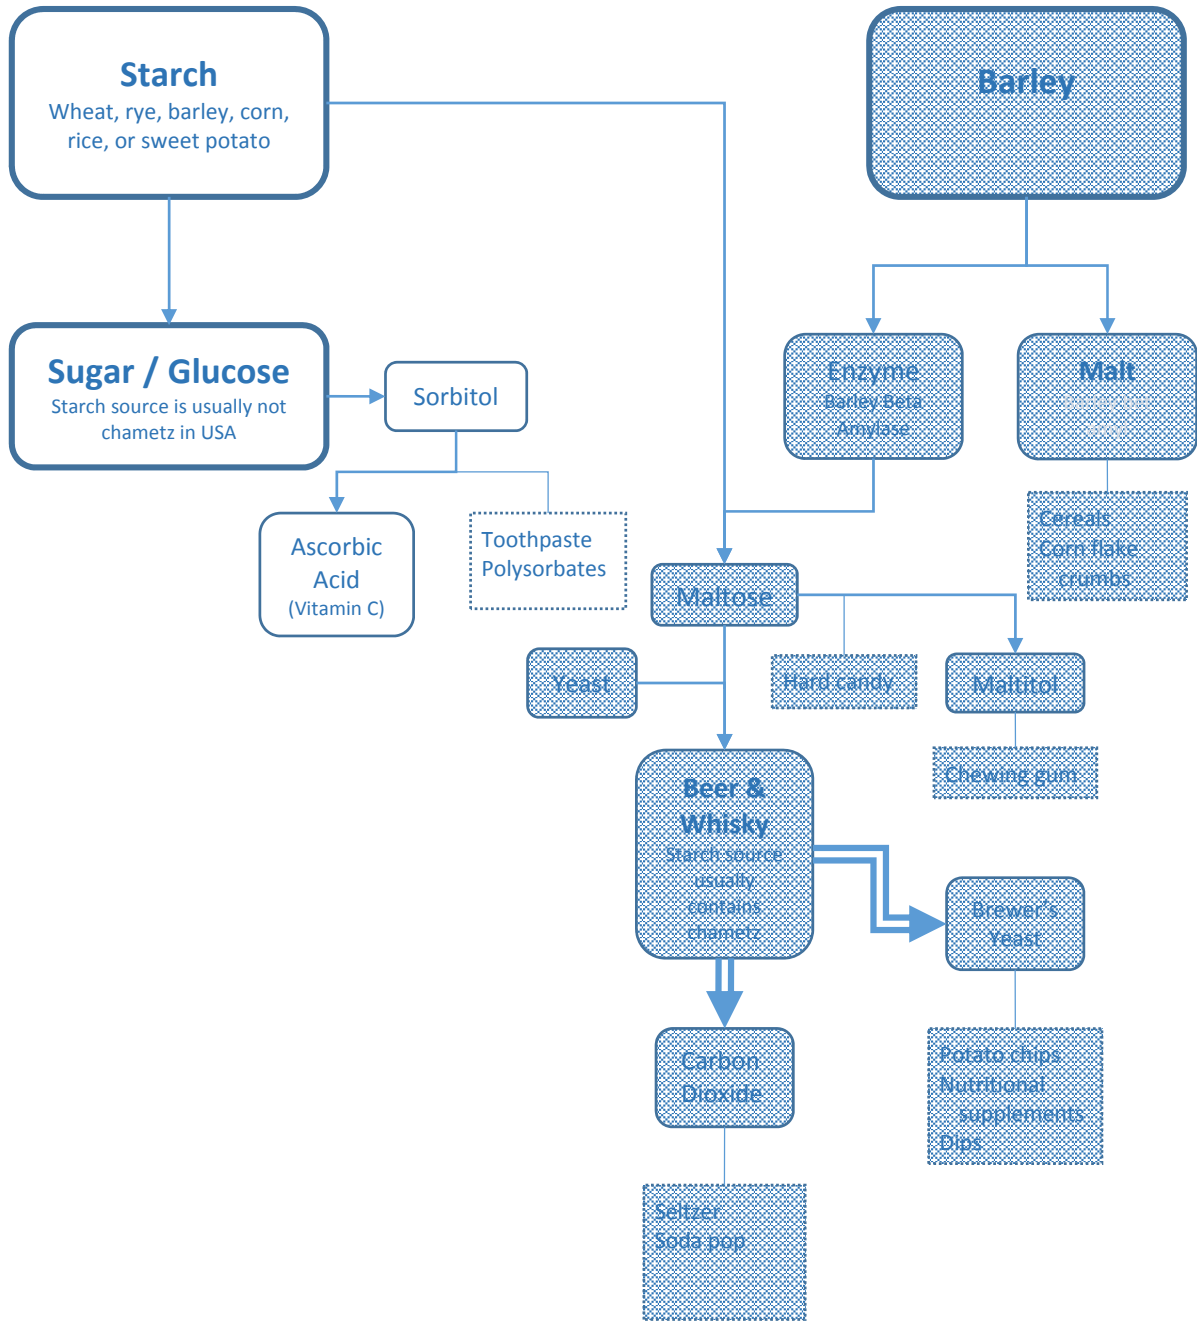 Starch
Wheat, rye, barley, corn,
rice, or sweet potato
Barley
Sugar / Glucose
Starch source is usually not
chametz in USA
Sorbitol
Enzyme
Barley Beta
Amylase
Malt
Cereals
Corn flake
crumbs
Ascorbic
Acid
(Vitamin C)
Toothpaste
Polysorbates
Maltose
Yeast
Hard candy
Maltitol
Chewing gum
Beer &
Whisky
Starch source
usually
contains
chametz
Brewer's
Yeast
Carbon
Dioxide
Potato chips
Nutritional
supplements
Dips
Seltzer
Soda pop